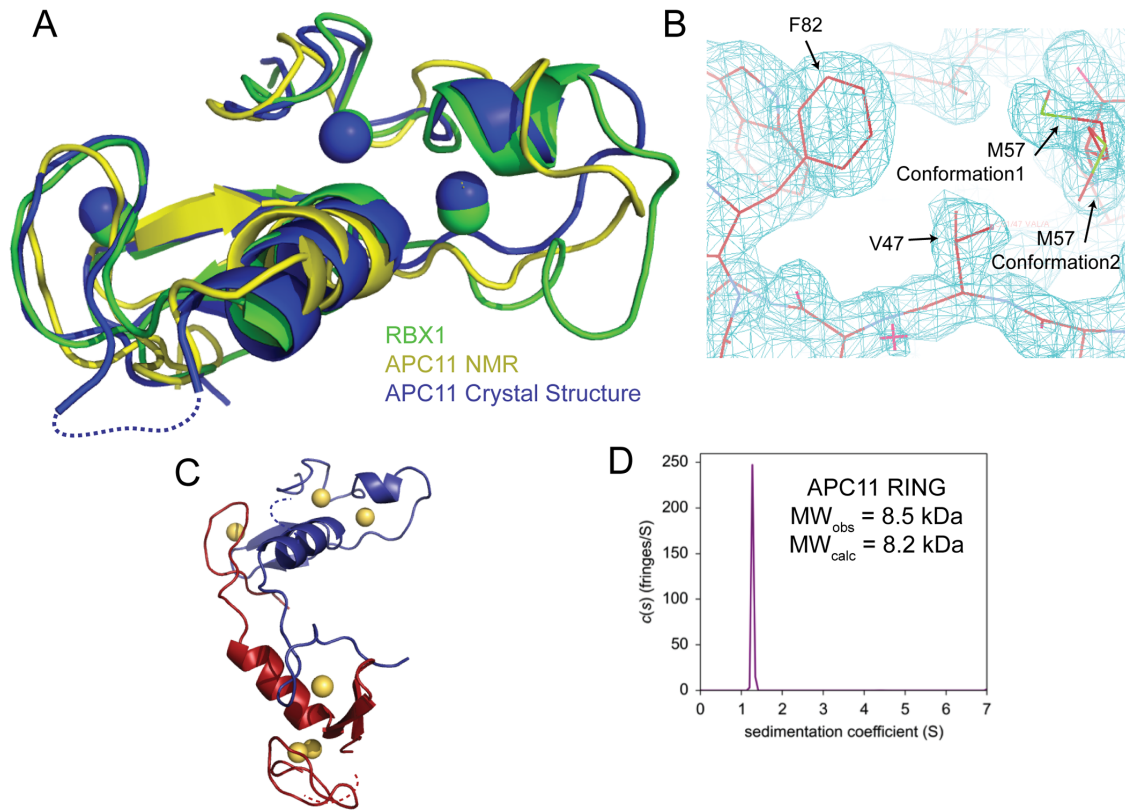 A
RBX1
APC11 NMR
APC11 Crystal Structure
B
F82
M57
Conformation1
V47
M57
Conformation2
C
D
APC11 RING
MWobs = 8.5 kDa
MWcalc = 8.2 kDa
c(s) (fringes/S)
250
200
150
100
50
0
0 1 2 3 4 5 6 7
sedimentation coefficient (S)